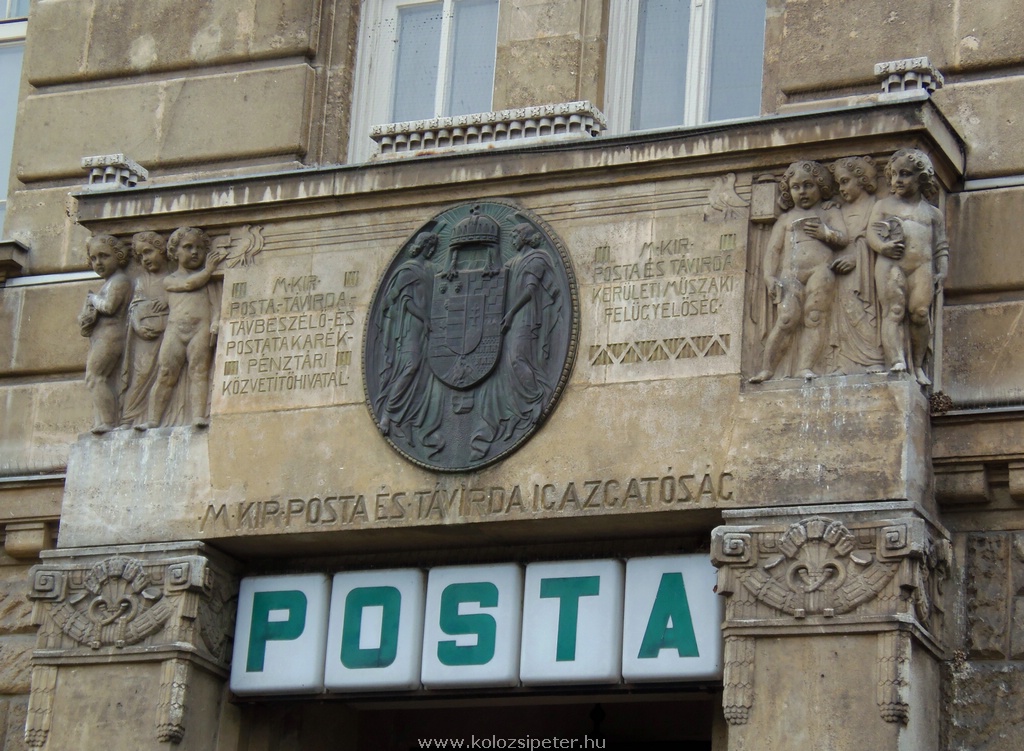 M·KIR·
POSTA-TÁVIRDA-
TÁVBESZÉLŐ-ÉS
POSTATAKARÉK-
PÉNZTÁRI
KÖZVETÍTŐHIVATAL·
M·KIR·
POSTA ÉS TÁVIRDA
KERÜLETI MŰSZAKI
FELÜGYELŐSÉG·
M·KIR·POSTA ÉS·TÁVIRDA IGAZGATÓSÁG
POSTA
www.kolozsipeter.hu